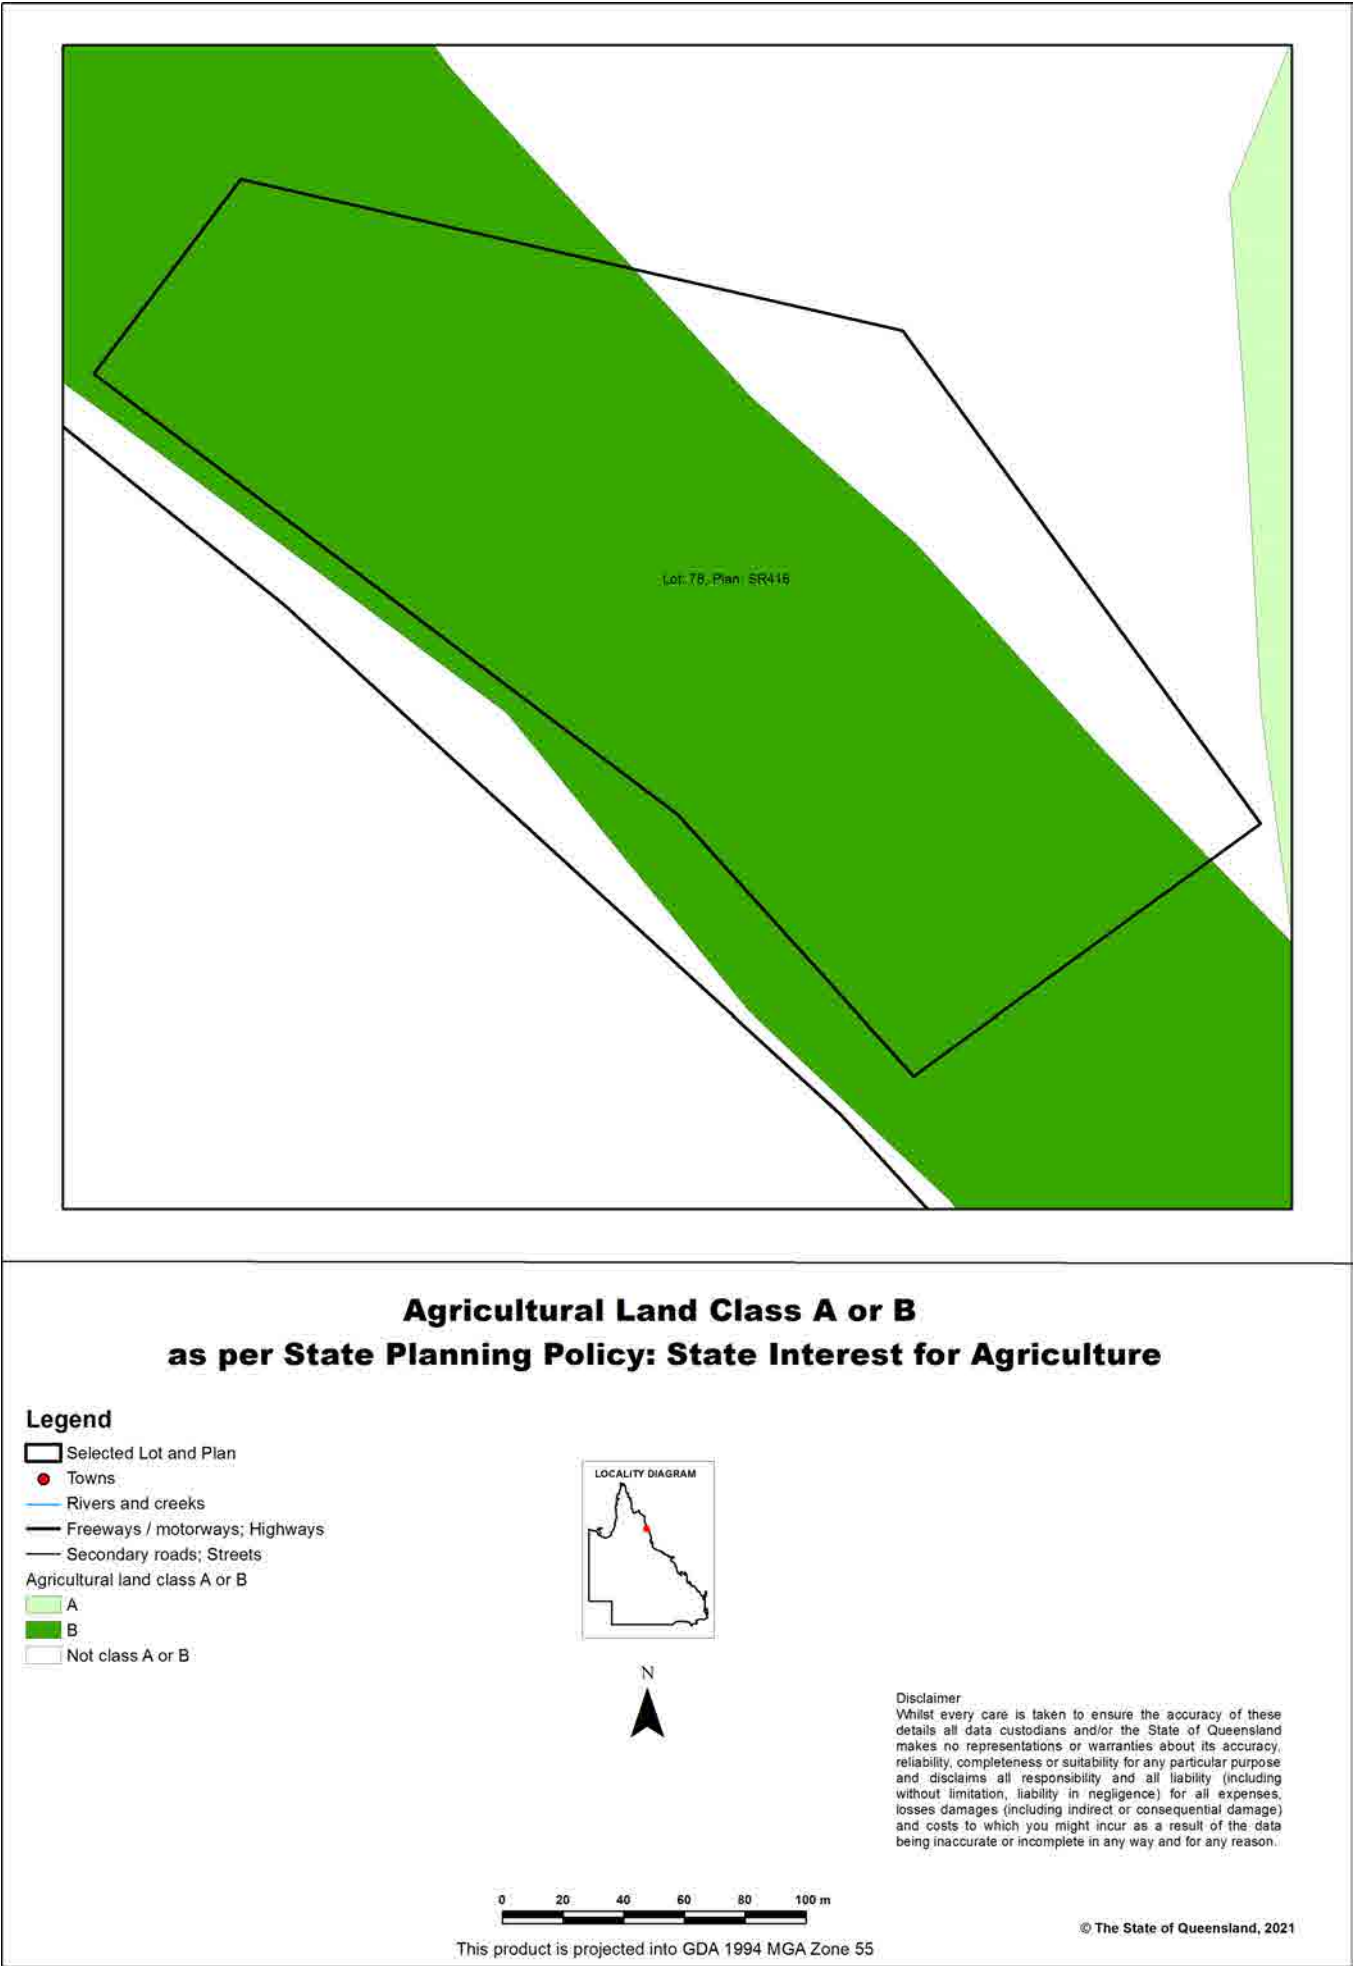 Lot: 78, Plan: SR416
Agricultural Land Class A or B
as per State Planning Policy: State Interest for Agriculture
Legend
Selected Lot and Plan
Towns
Rivers and creeks
Freeways / motorways; Highways
Secondary roads; Streets
Agricultural land class A or B
A
B
Not class A or B
LOCALITY DIAGRAM
N
Disclaimer
Whilst every care is taken to ensure the accuracy of these
details all data custodians and/or the State of Queensland
makes no representations or warranties about its accuracy,
reliability, completeness or suitability for any particular purpose
and disclaims all responsibility and all liability (including
without limitation, liability in negligence) for all expenses,
losses damages (including indirect or consequential damage)
and costs to which you might incur as a result of the data
being inaccurate or incomplete in any way and for any reason.
0 20 40 60 80 100 m
© The State of Queensland, 2021
This product is projected into GDA 1994 MGA Zone 55